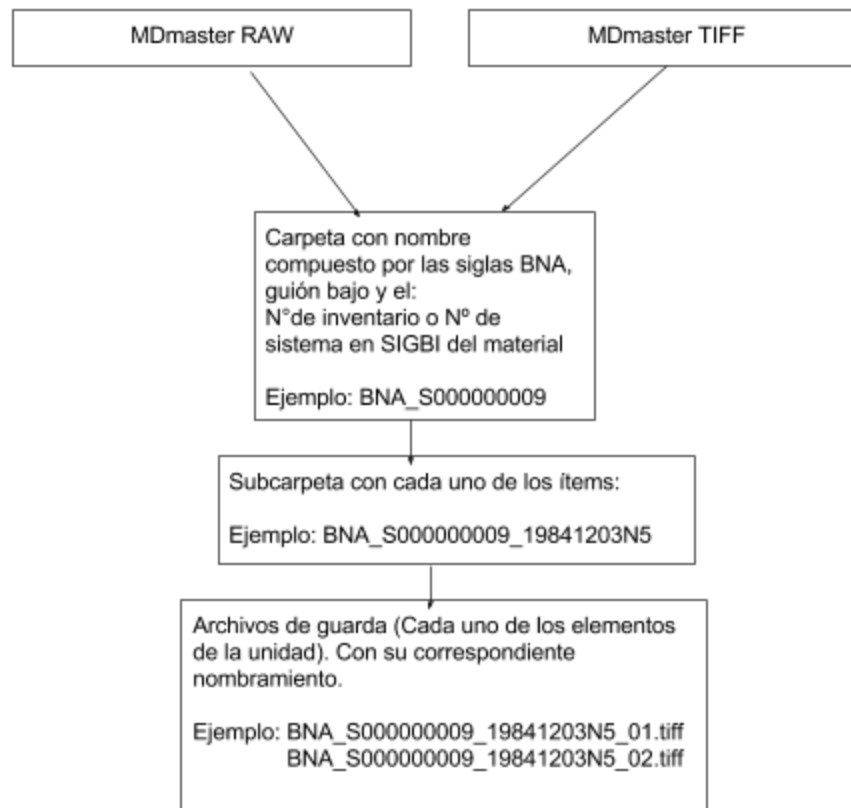 MDmaster RAW
MDmaster TIFF
Carpeta con nombre
compuesto por las siglas BNA,
guión bajo y el:
N°de inventario o Nº de
sistema en SIGBI del material
Ejemplo: BNA_S000000009
Subcarpeta con cada uno de los ítems:
Ejemplo: BNA_S000000009_19841203N5
Archivos de guarda (Cada uno de los elementos
de la unidad). Con su correspondiente
nombramiento.
Ejemplo: BNA_S000000009_19841203N5_01.tiff
BNA_S000000009_19841203N5_02.tiff